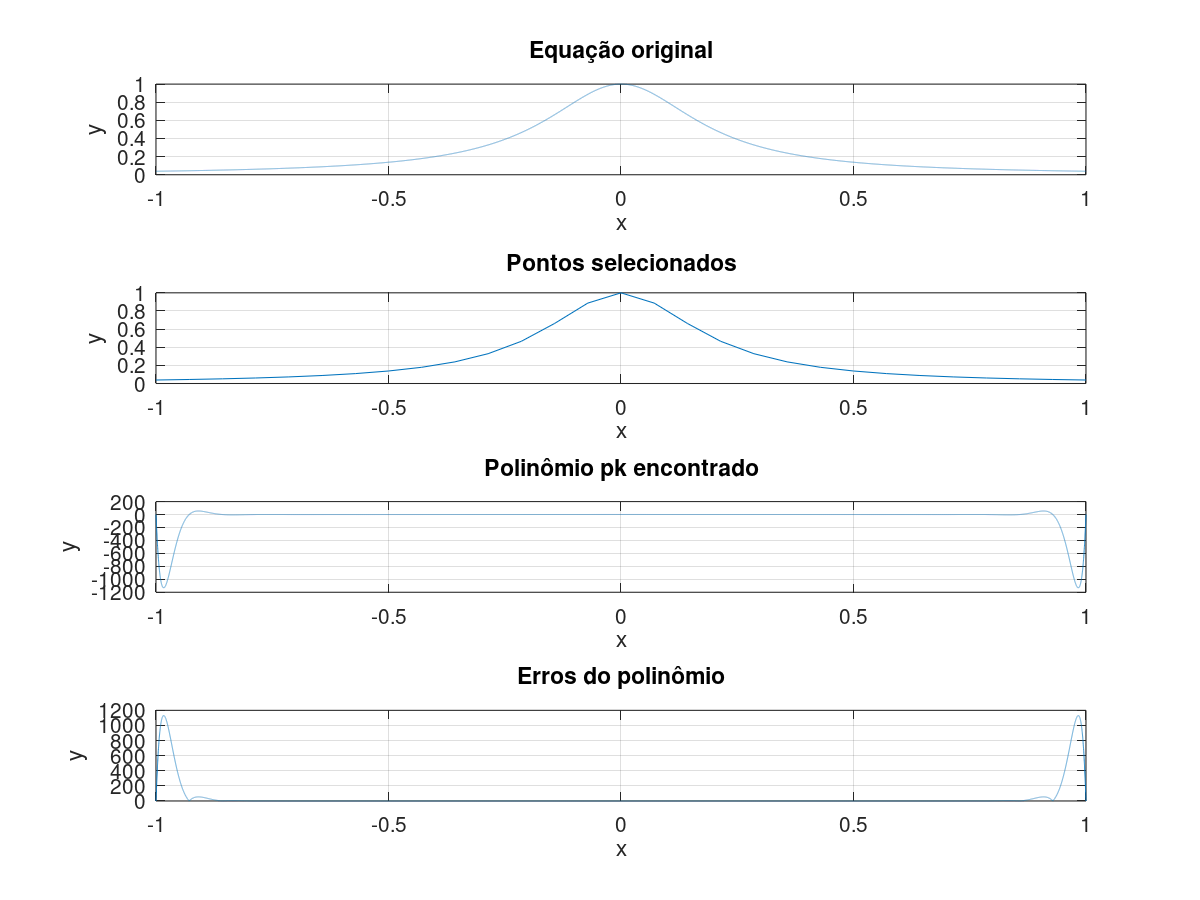 Equação original
1
0.8
0.6
0.4
0.2
0
y
-1 -0.5 0 0.5 1
x
Pontos selecionados
1
0.8
0.6
0.4
0.2
0
y
-1 -0.5 0 0.5 1
x
Polinômio pk encontrado
200
0
-200
-400
-600
-800
-1000
-1200
y
-1 -0.5 0 0.5 1
x
Erros do polinômio
1200
1000
800
600
400
200
0
y
-1 -0.5 0 0.5 1
x